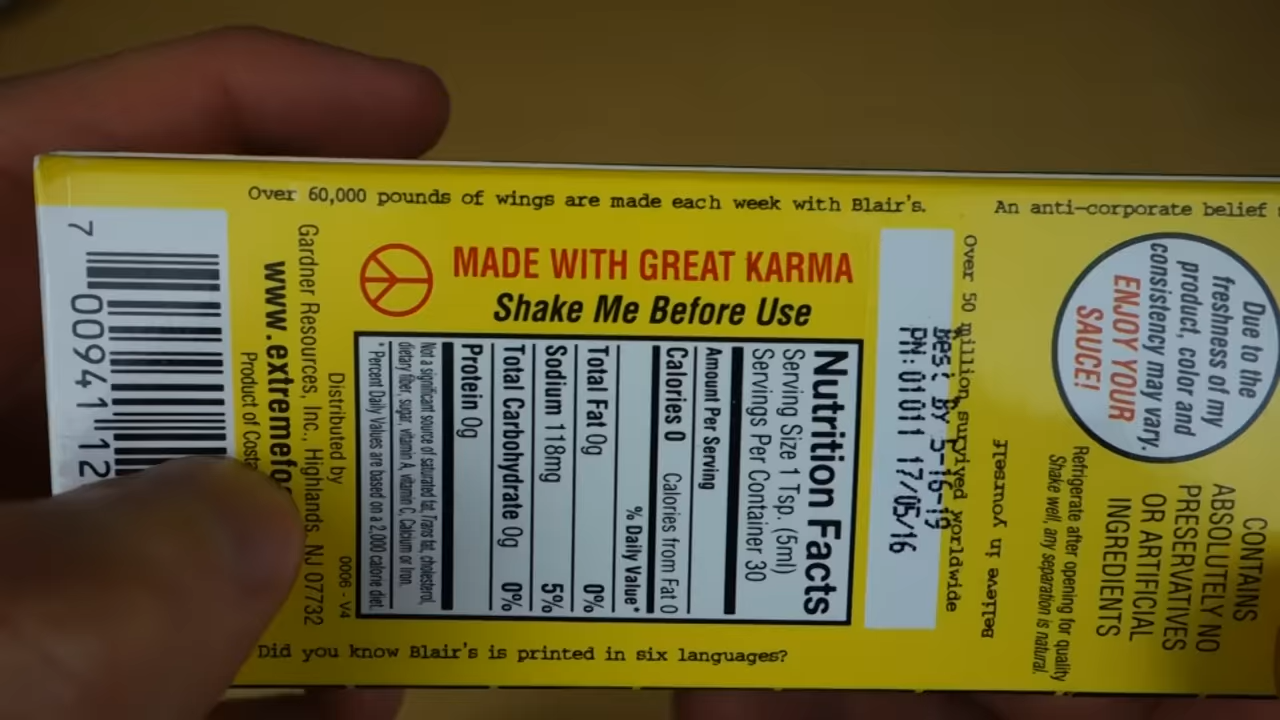 Over 60,000 pounds of wings are made each week with Blair's.
An anti-corporate belief
MADE WITH GREAT KARMA
Shake Me Before Use
Nutrition Facts
Serving Size 1 Tsp. (5ml)
Servings Per Container 30
Amount Per Serving
Calories 0 Calories from Fat 0
% Daily Value*
Total Fat 0g 0%
Sodium 118mg 5%
Total Carbohydrate 0g 0%
Protein 0g
Not a significant source of saturated fat, Trans fat, cholesterol,
dietary fiber, sugar, vitamin A, vitamin C, Calcium or Iron.
* Percent Daily Values are based on a 2,000 calorie diet.
0006 - V4
Distributed by
Gardner Resources, Inc., Highlands, NJ 07732
www.extremefo
Product of Costa
7 00941 12
Did you know Blair's is printed in six languages?
Over 50 million survived worldwide
Best By 5-16-19
PN:01011 17/05/16
Believe in yourself
Due to the
freshness of my
product, color and
consistency may vary.
ENJOY YOUR
SAUCE!
CONTAINS
ABSOLUTELY NO
PRESERVATIVES
OR ARTIFICIAL
INGREDIENTS
Refrigerate after opening for quality
Shake well, any separation is natural.